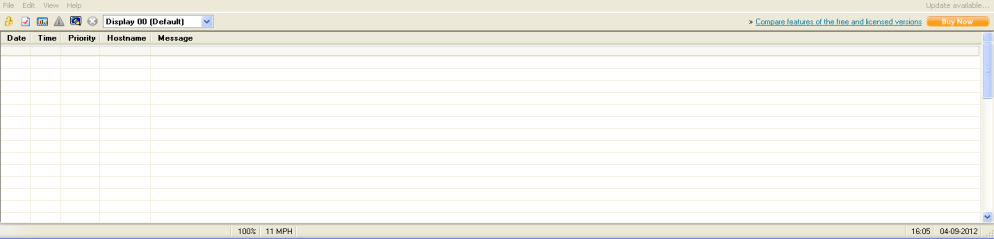 File Edit View Help Update available...
Display 00 (Default) » Compare features of the free and licensed versions Buy Now
Date Time Priority Hostname Message
100% 11 MPH 16:05 04-09-2012